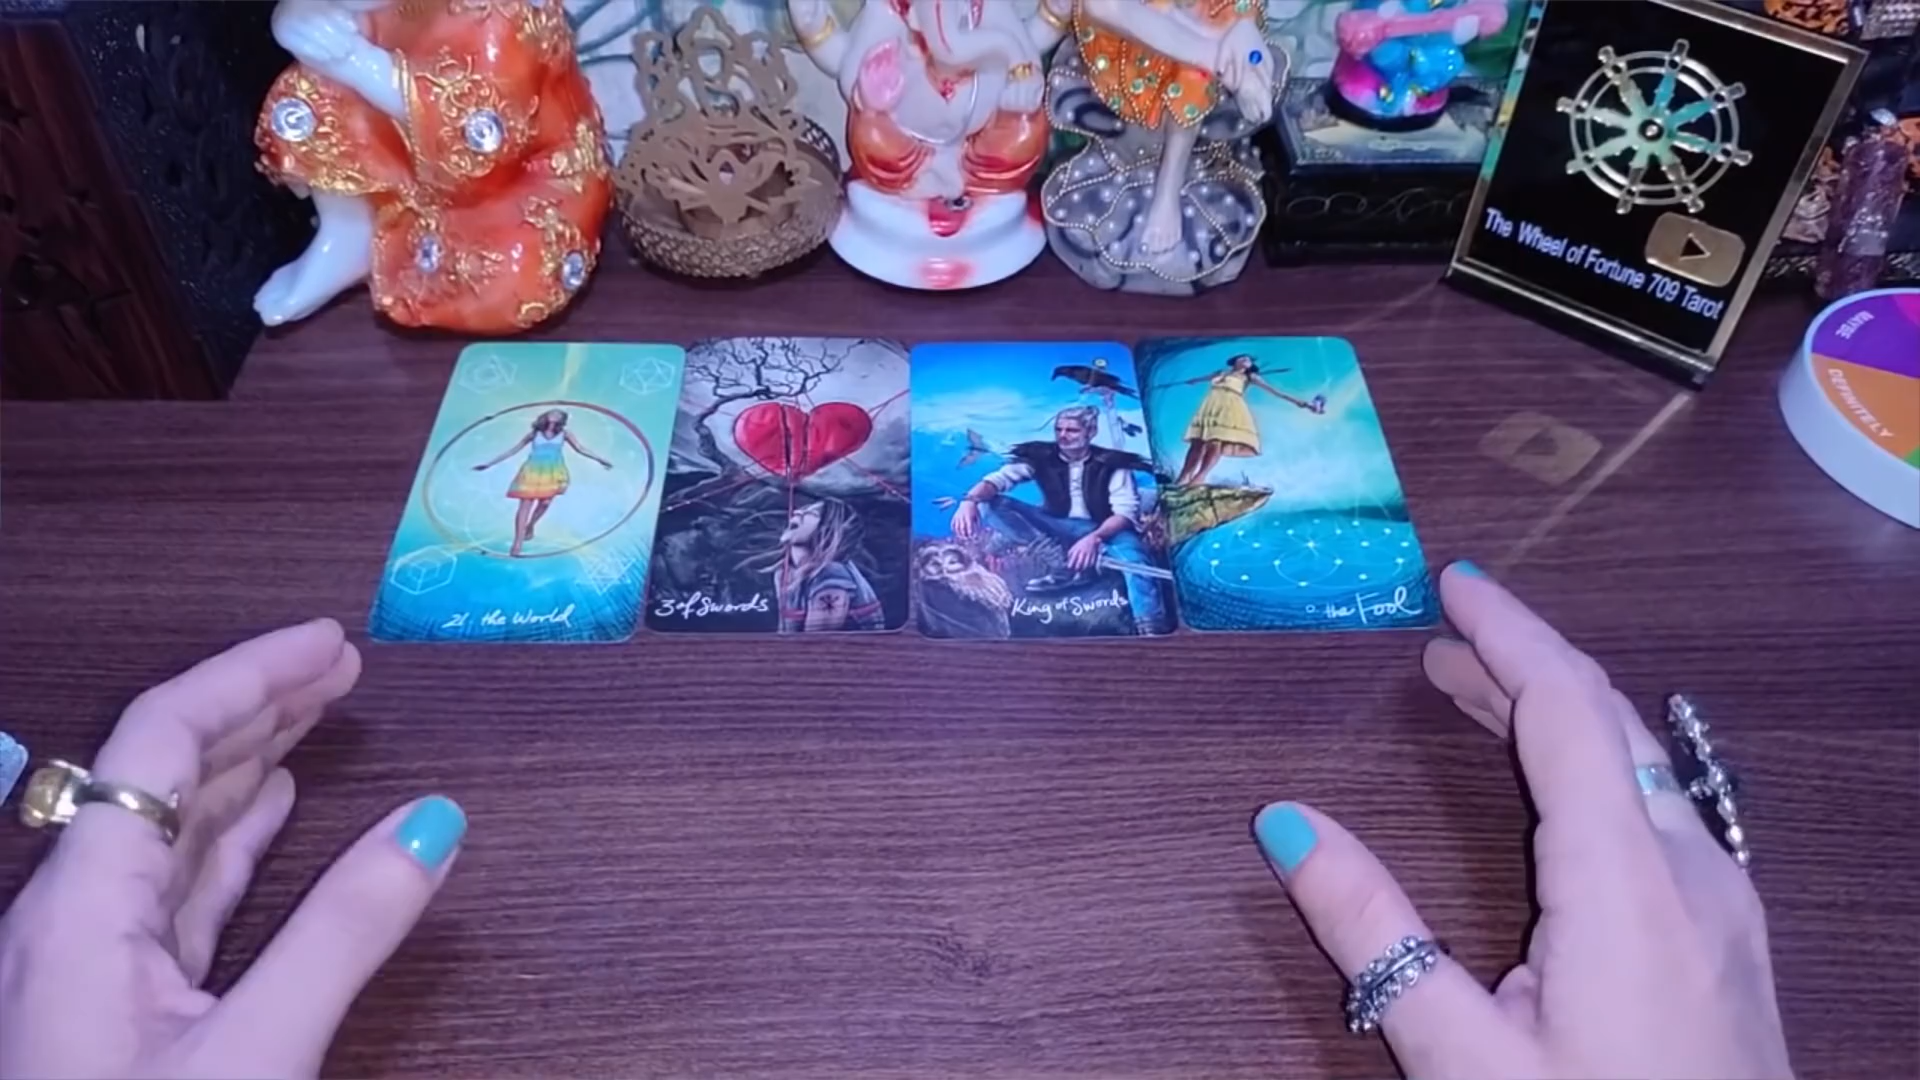 The Wheel of Fortune 709 Tarot
MAYBE
DEFINITELY
21 the World
3 of Swords
King of Swords
0 the Fool